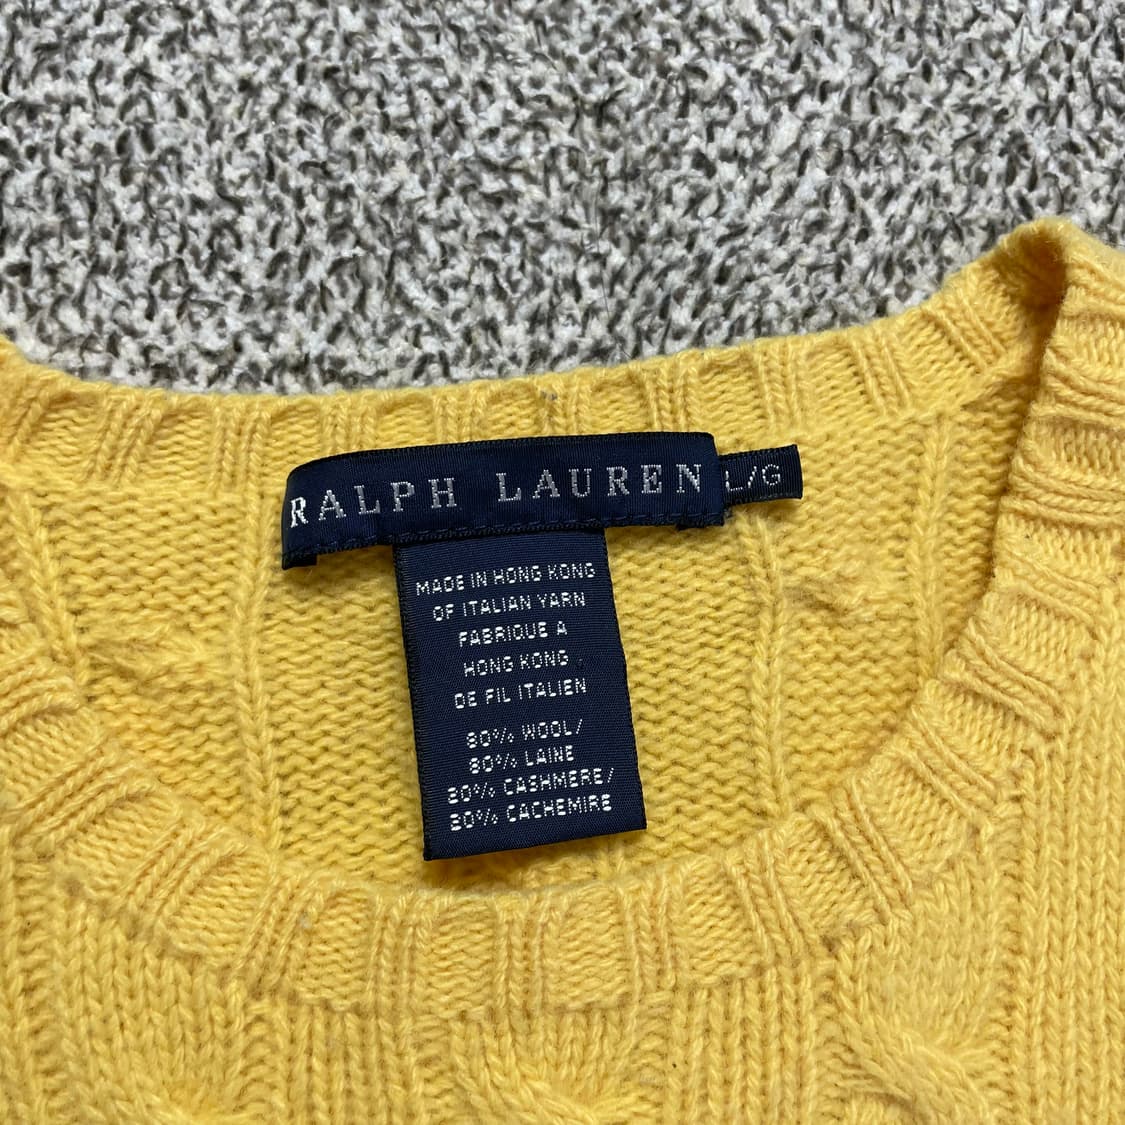 RALPH LAUREN
L/G
MADE IN HONG KONG
OF ITALIAN YARN
FABRIQUE A
HONG KONG
DE FIL ITALIEN
80% WOOL/
80% LAINE
20% CASHMERE/
20% CACHEMIRE